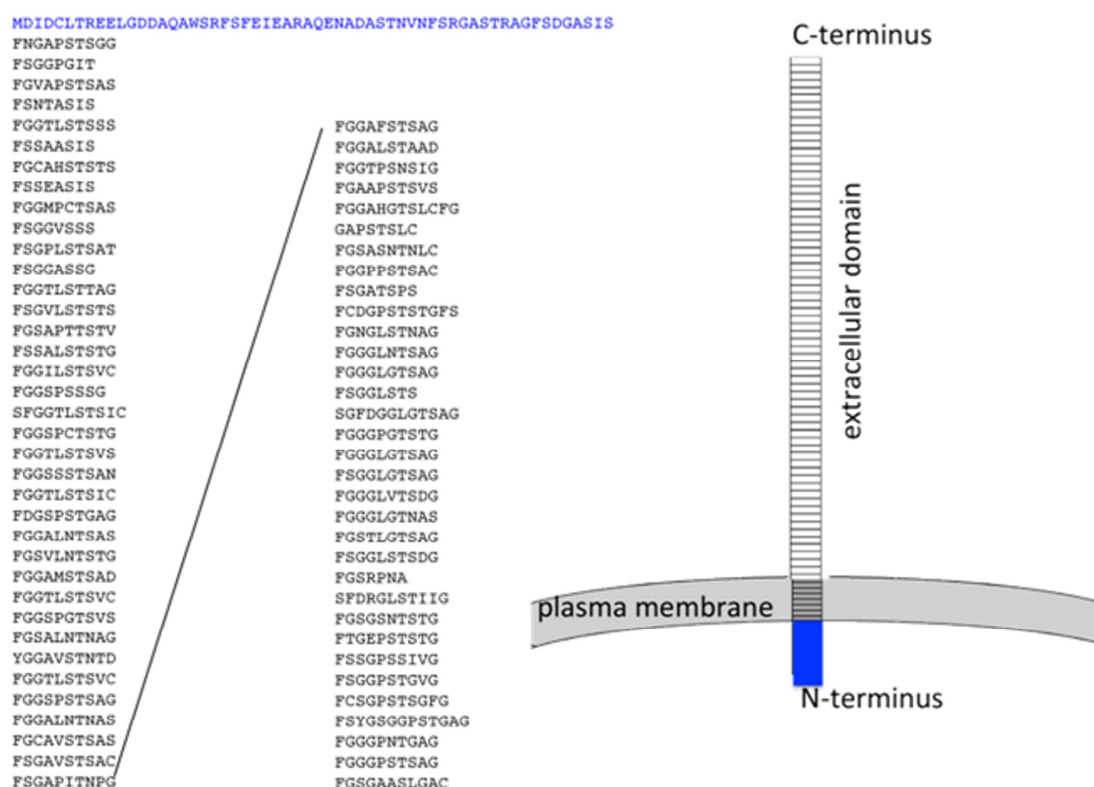 MDIDCLTREELGDDAQAWSRFSFEIEARAQENADASTNVNFSRGASTRAGFSDGASIS
FNGAPSTSGG
FSGGPGIT
FGVAPSTSAS
FSNTASIS
FGGTLSTSSS
FSSAASIS
FGCAHSTSTS
FSSEASIS
FGGMPCTSAS
FSGGVSSS
FSGPLSTSAT
FSGGASSG
FGGTLSTTAG
FSGVLSTSTS
FGSAPTTSTV
FSSALSTSTG
FGGILSTSVC
FGGSPSSSG
SFGGTLSTSIC
FGGSPCTSTG
FGGTLSTSVS
FGGSSSTSAN
FGGTLSTSIC
FDGSPSTGAG
FGGALNTSAS
FGSVLNTSTG
FGGAMSTSAD
FGGTLSTSVC
FGGSPGTSVS
FGSALNTNAG
YGGAVSTNTD
FGGTLSTSVC
FGGSPSTSAG
FGGALNTNAS
FGCAVSTSAS
FSGAVSTSAC
FSGAPITNPG
FGGAFSTSAG
FGGALSTAAD
FGGTPSNSIG
FGAAPSTSVS
FGGAHGTSLCFG
GAPSTSLC
FGSASNTNLC
FGGPPSTSAC
FSGATSPS
FCDGPSTSTGFS
FGNGLSTNAG
FGGGLNTSAG
FGGGLGTSAG
FSGGLSTS
SGFDGGLGTSAG
FGGGPGTSTG
FGGGLGTSAG
FSGGLGTSAG
FGGGLVTSDG
FGGGLGTNAS
FGSTLGTSAG
FSGGLSTSDG
FGSRPNA
SFDRGLSTIIG
FGSGSNTSTG
FTGEPSTSTG
FSSGPSSIVG
FSGGPSTGVG
FCSGPSTSGFG
FSYGSGGPSTGAG
FGGGPNTGAG
FGGGPSTSAG
FGSGAASLGAC
C-terminus
extracellular domain
plasma membrane
N-terminus